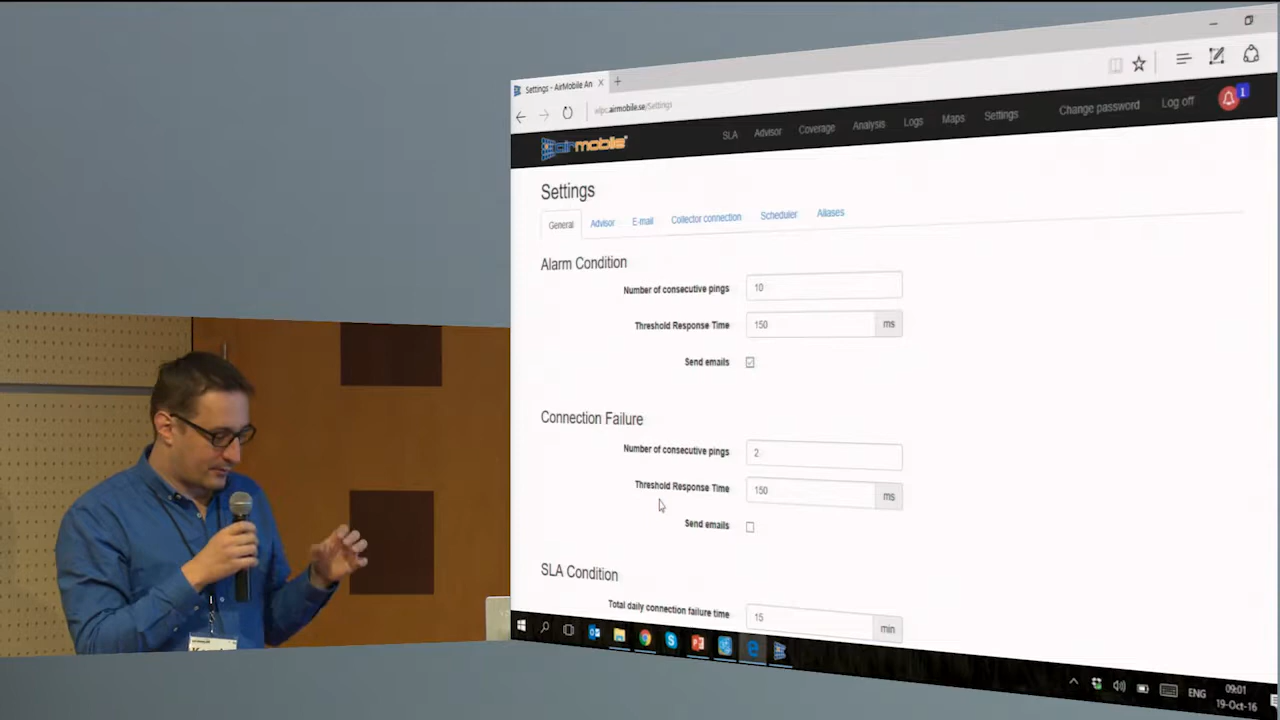 Settings - AirMobile An
wlpc.airmobile.se/Settings
airmobile
SLA Advisor Coverage Analysis Logs Maps Settings Change password Log off 1
Settings
General Advisor E-mail Collector connection Scheduler Aliases
Alarm Condition
Number of consecutive pings 10
Threshold Response Time 150 ms
Send emails
Connection Failure
Number of consecutive pings 2
Threshold Response Time 150 ms
Send emails
SLA Condition
Total daily connection failure time 15 min
ENG
09:01
19-Oct-16